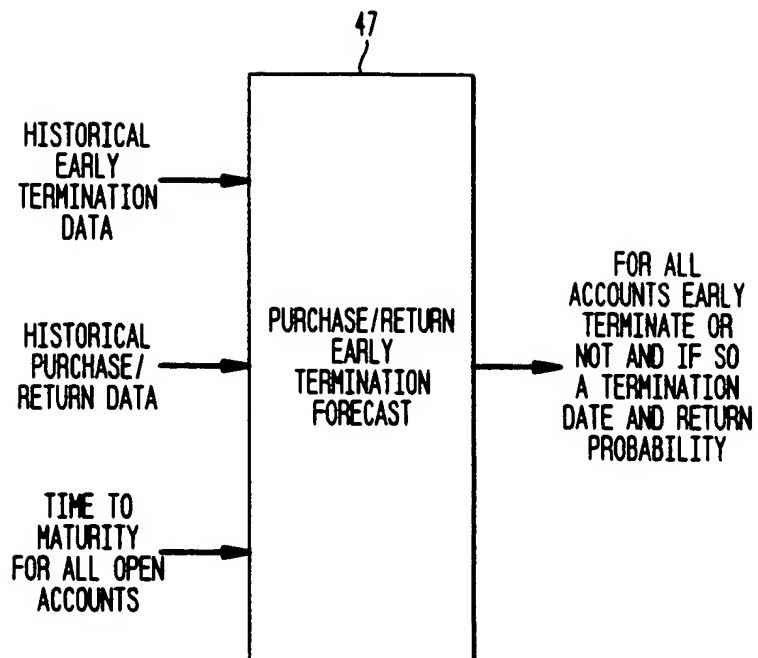 47
HISTORICAL
EARLY
TERMINATION
DATA
HISTORICAL
PURCHASE/
RETURN DATA
TIME TO
MATURITY
FOR ALL OPEN
ACCOUNTS
PURCHASE/RETURN
EARLY
TERMINATION
FORECAST
FOR ALL
ACCOUNTS EARLY
TERMINATE OR
NOT AND IF SO
A TERMINATION
DATE AND RETURN
PROBABILITY